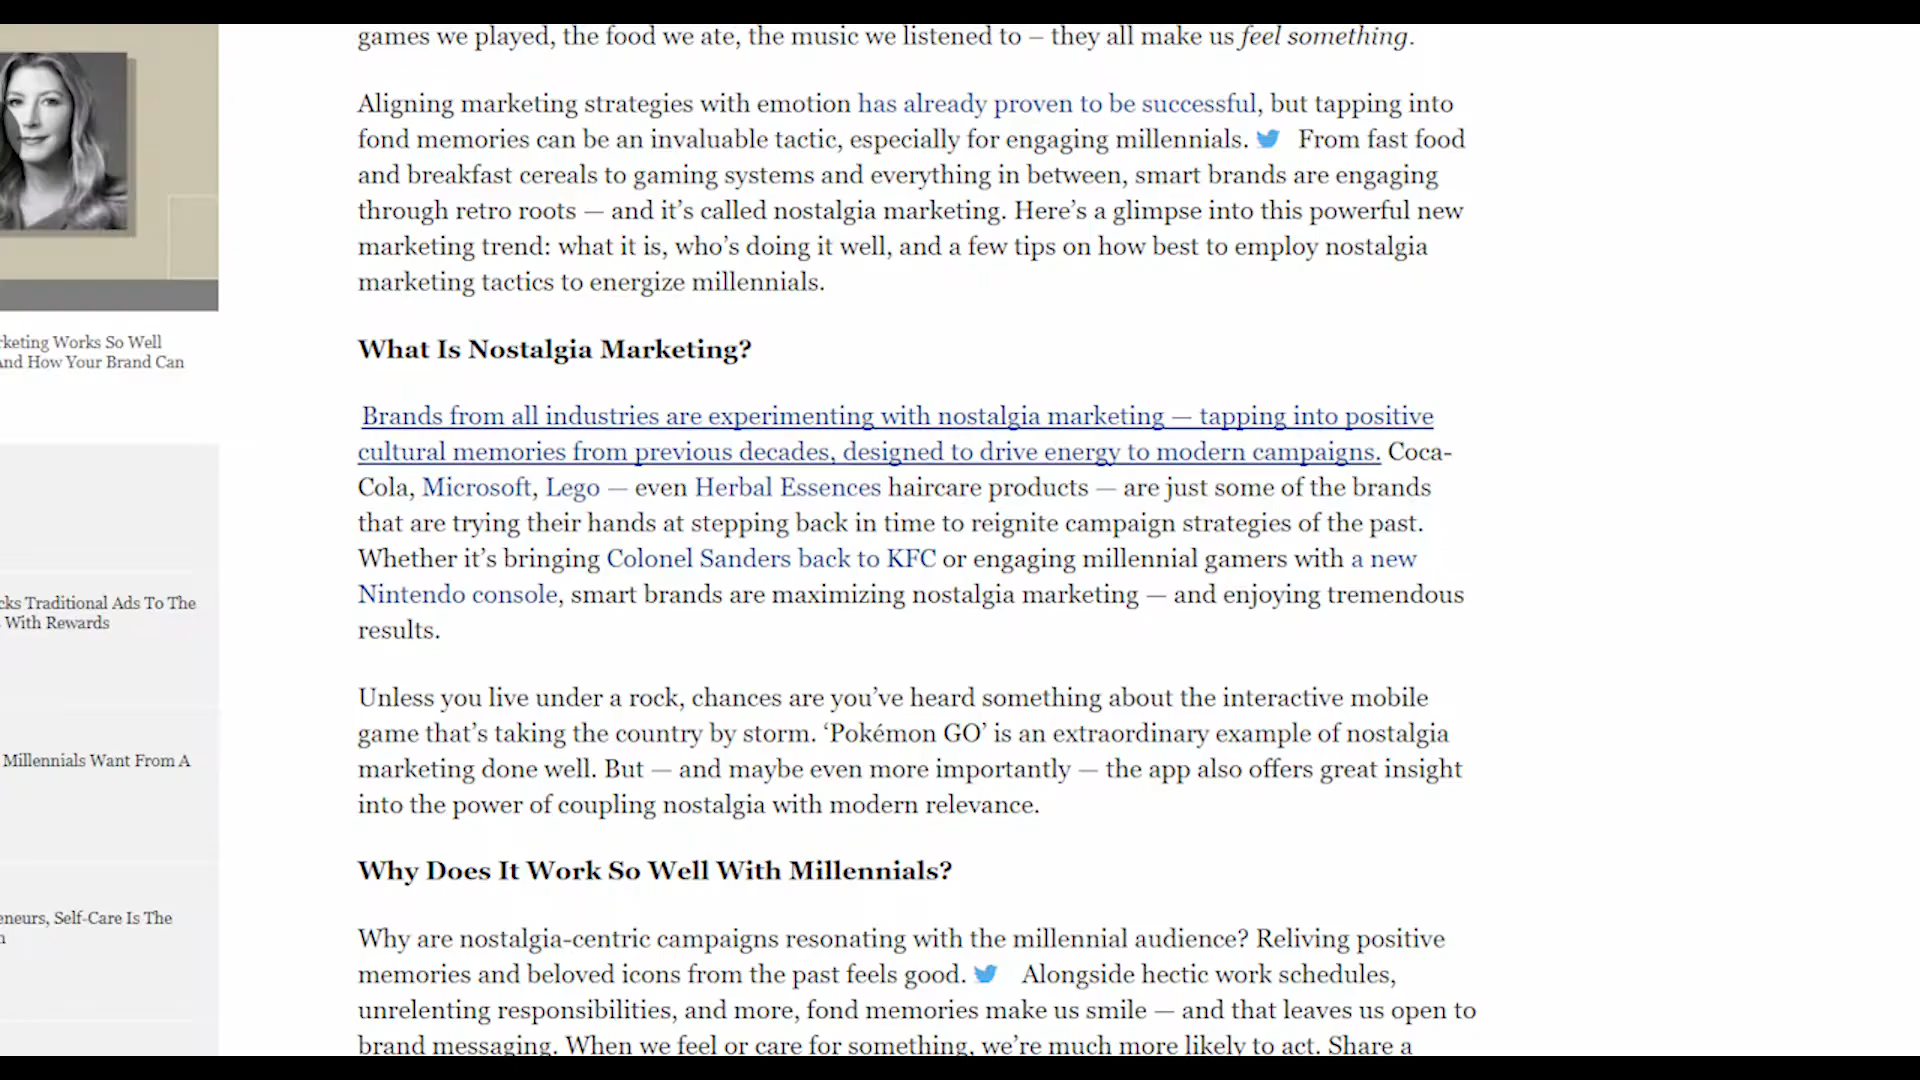 games we played, the food we ate, the music we listened to – they all make us feel something.
Aligning marketing strategies with emotion has already proven to be successful, but tapping into
fond memories can be an invaluable tactic, especially for engaging millennials. From fast food
and breakfast cereals to gaming systems and everything in between, smart brands are engaging
through retro roots — and it’s called nostalgia marketing. Here’s a glimpse into this powerful new
marketing trend: what it is, who’s doing it well, and a few tips on how best to employ nostalgia
marketing tactics to energize millennials.
What Is Nostalgia Marketing?
Brands from all industries are experimenting with nostalgia marketing — tapping into positive
cultural memories from previous decades, designed to drive energy to modern campaigns. Coca-
Cola, Microsoft, Lego — even Herbal Essences haircare products — are just some of the brands
that are trying their hands at stepping back in time to reignite campaign strategies of the past.
Whether it’s bringing Colonel Sanders back to KFC or engaging millennial gamers with a new
Nintendo console, smart brands are maximizing nostalgia marketing — and enjoying tremendous
results.
Unless you live under a rock, chances are you’ve heard something about the interactive mobile
game that’s taking the country by storm. ‘Pokémon GO’ is an extraordinary example of nostalgia
marketing done well. But — and maybe even more importantly — the app also offers great insight
into the power of coupling nostalgia with modern relevance.
Why Does It Work So Well With Millennials?
Why are nostalgia-centric campaigns resonating with the millennial audience? Reliving positive
memories and beloved icons from the past feels good. Alongside hectic work schedules,
unrelenting responsibilities, and more, fond memories make us smile — and that leaves us open to
brand messaging. When we feel or care for something, we’re much more likely to act. Share a
rketing Works So Well
And How Your Brand Can
cks Traditional Ads To The
With Rewards
Millennials Want From A
eneurs, Self-Care Is The